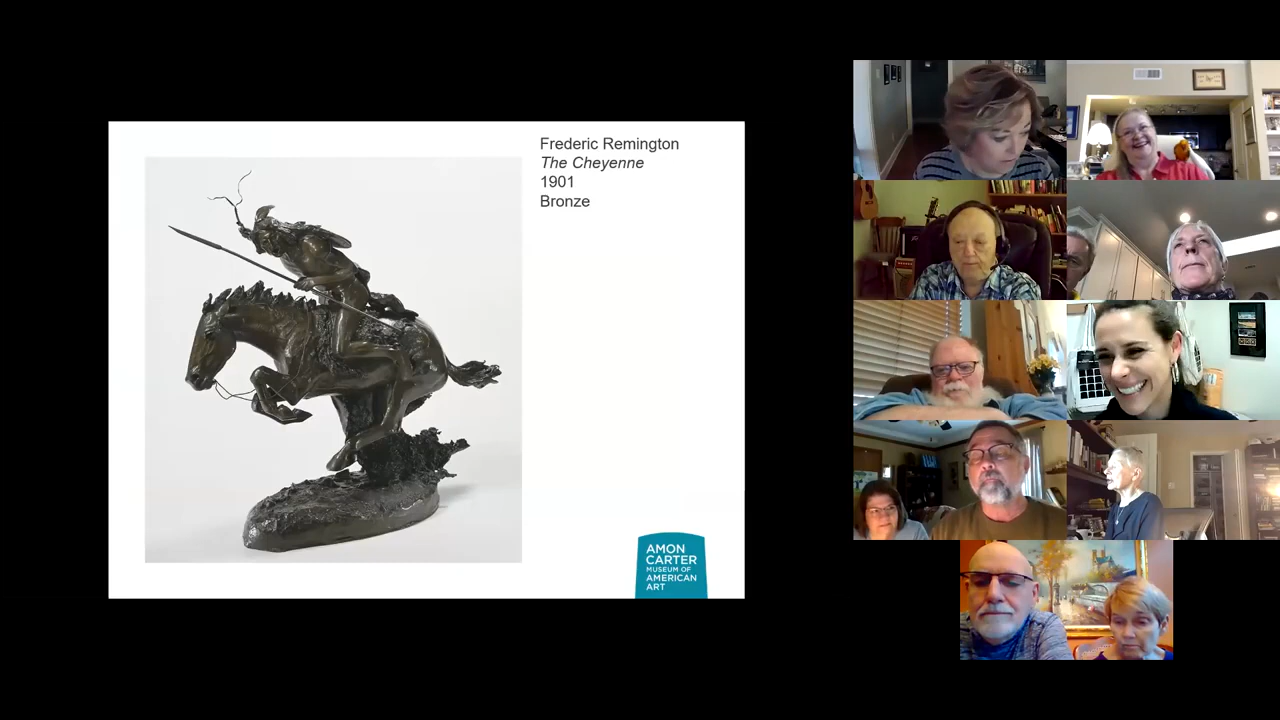 Frederic Remington
The Cheyenne
1901
Bronze
AMON
CARTER
MUSEUM OF
AMERICAN
ART